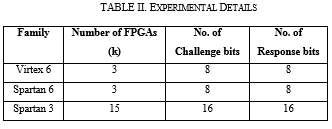 TABLE II. EXPERIMENTAL DETAILS
Family Number of FPGAs No. of No. of
(k) Challenge bits Response bits
Virtex 6 3 8 8
Spartan 6 3 8 8
Spartan 3 15 16 16